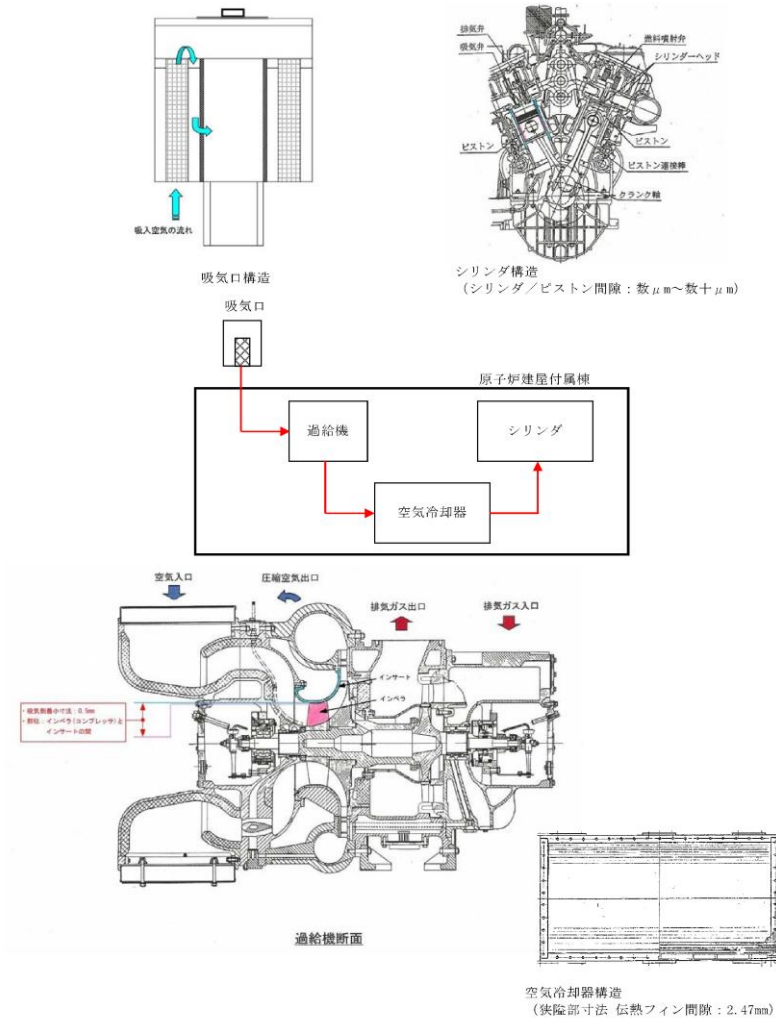 吸入空気の流れ
吸気口構造
排気弁
吸気弁
燃料噴射弁
シリンダーヘッド
ピストン
ピストン
ピストン連接棒
クランク軸
シリンダ構造
（シリンダ／ピストン間隙：数μm～数十μm）
吸気口
原子炉建屋付属棟
過給機
シリンダ
空気冷却器
空気入口
圧縮空気出口
排気ガス出口
排気ガス入口
インサート
インペラ
・吸気側最小寸法：0.5mm
・部位：インペラ(コンプレッサ)と
インサートの間
過給機断面
空気冷却器構造
（狭隘部寸法 伝熱フィン間隙：2.47mm）